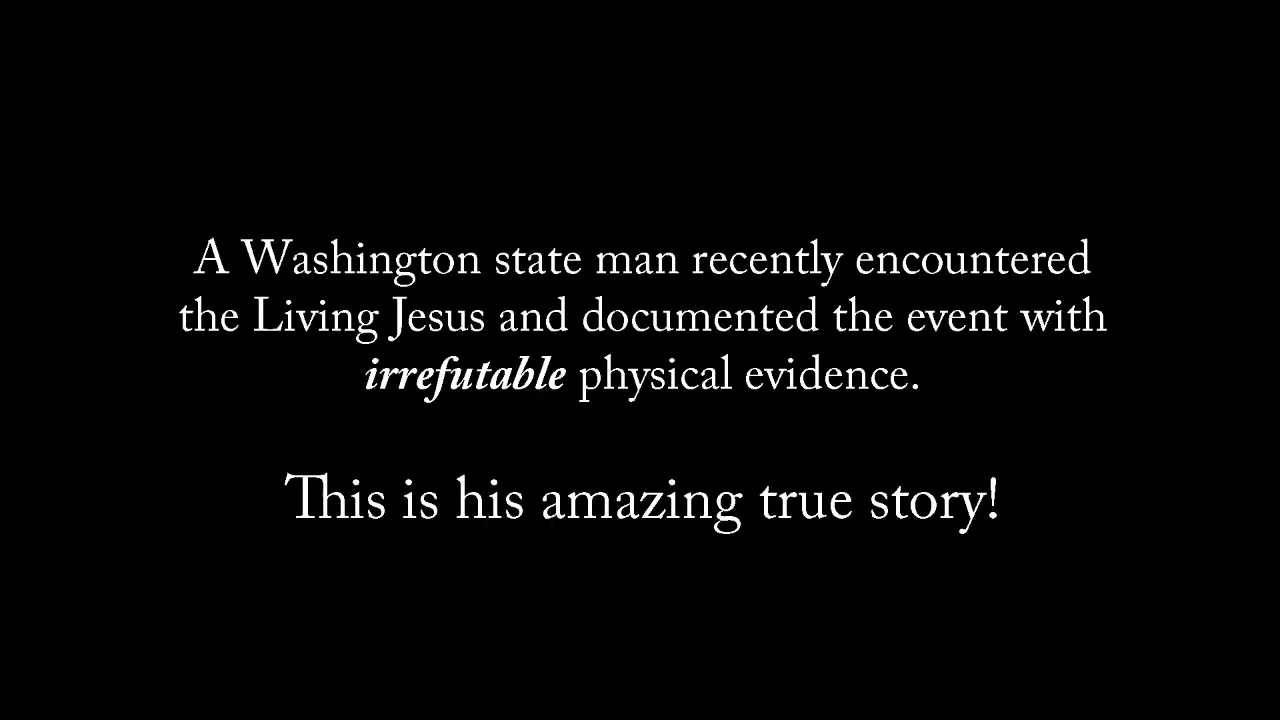 A Washington state man recently encountered
the Living Jesus and documented the event with
irrefutable physical evidence.
This is his amazing true story!